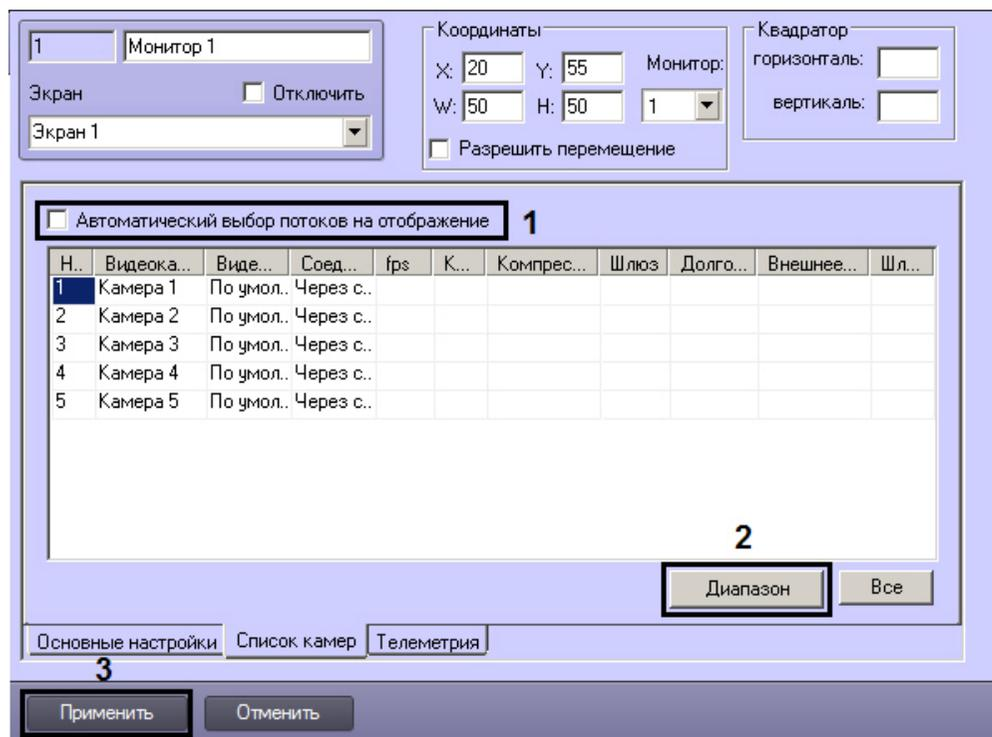 1 Монитор 1
Экран Отключить
Экран 1
Координаты
X: 20 Y: 55 Монитор:
W: 50 H: 50 1
Разрешить перемещение
Квадратор
горизонталь:
вертикаль:
Автоматический выбор потоков на отображение 1
Н.. Видеока... Виде... Соед... fps К... Компрес... Шлюз Долго... Внешнее... Шл...
1 Камера 1 По умол.. Через с..
2 Камера 2 По умол.. Через с..
3 Камера 3 По умол.. Через с..
4 Камера 4 По умол.. Через с..
5 Камера 5 По умол.. Через с..
2
Диапазон Все
Основные настройки Список камер Телеметрия
3
Применить Отменить